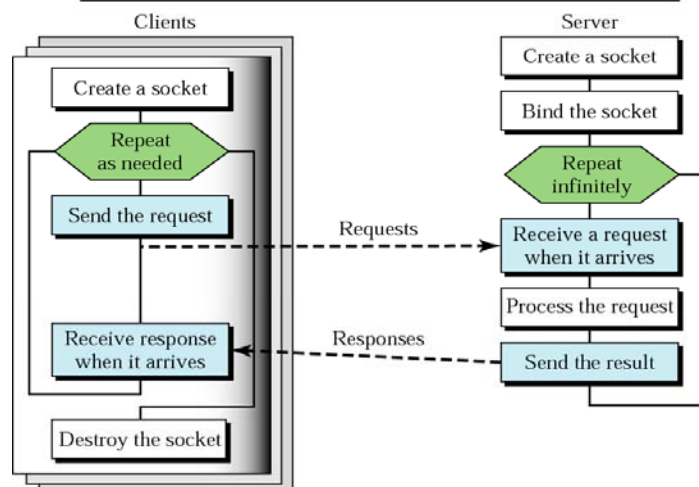 Clients
Create a socket
Repeat
as needed
Send the request
Receive response
when it arrives
Destroy the socket
Requests
Responses
Server
Create a socket
Bind the socket
Repeat
infinitely
Receive a request
when it arrives
Process the request
Send the result